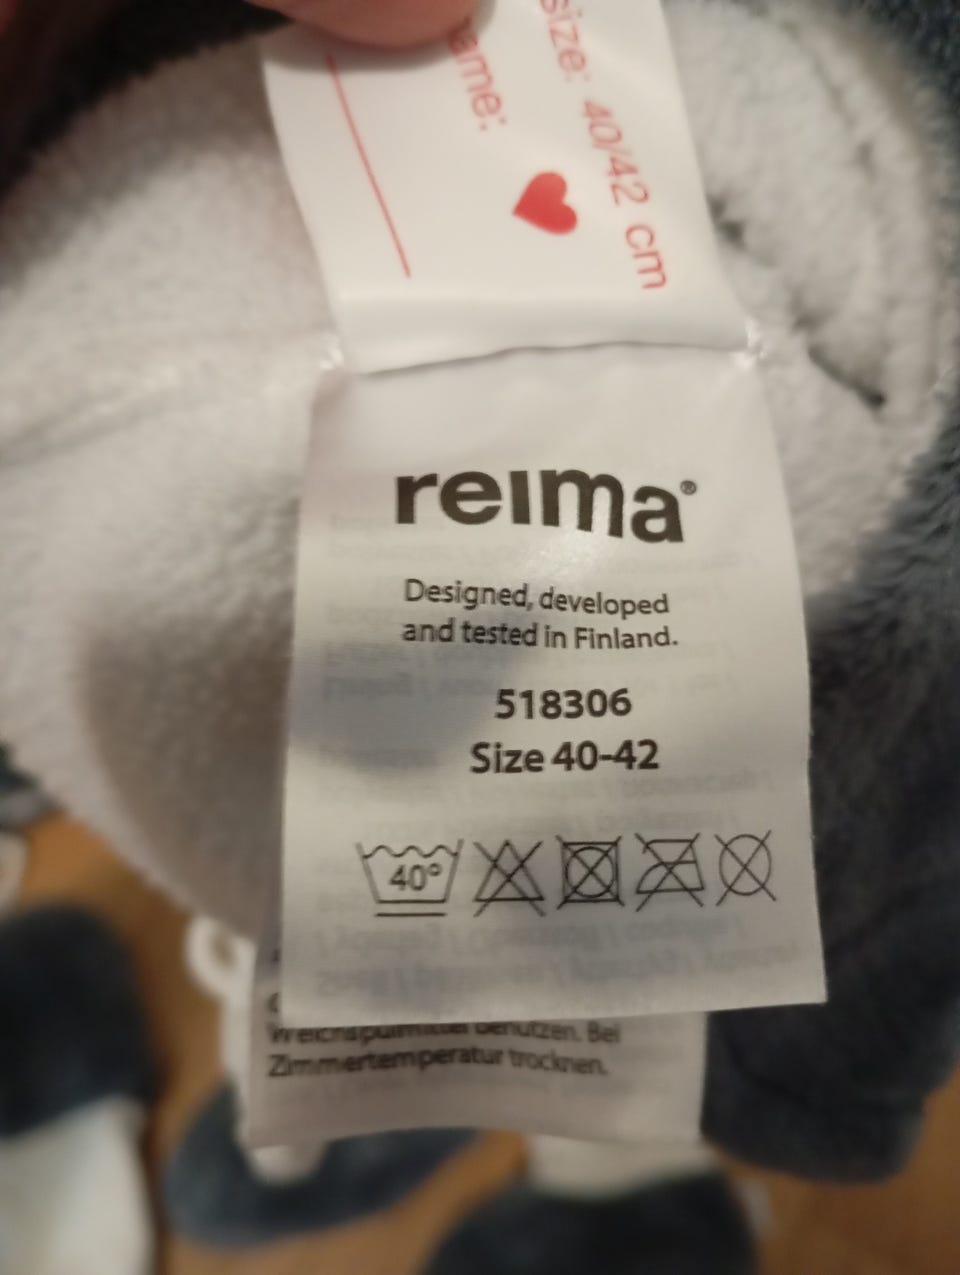 size: 40/42 cm
ame:
reima®
Designed, developed
and tested in Finland.
518306
Size 40-42
40°
Weichspülmittel benutzen. Bei
Zimmertemperatur trocknen.